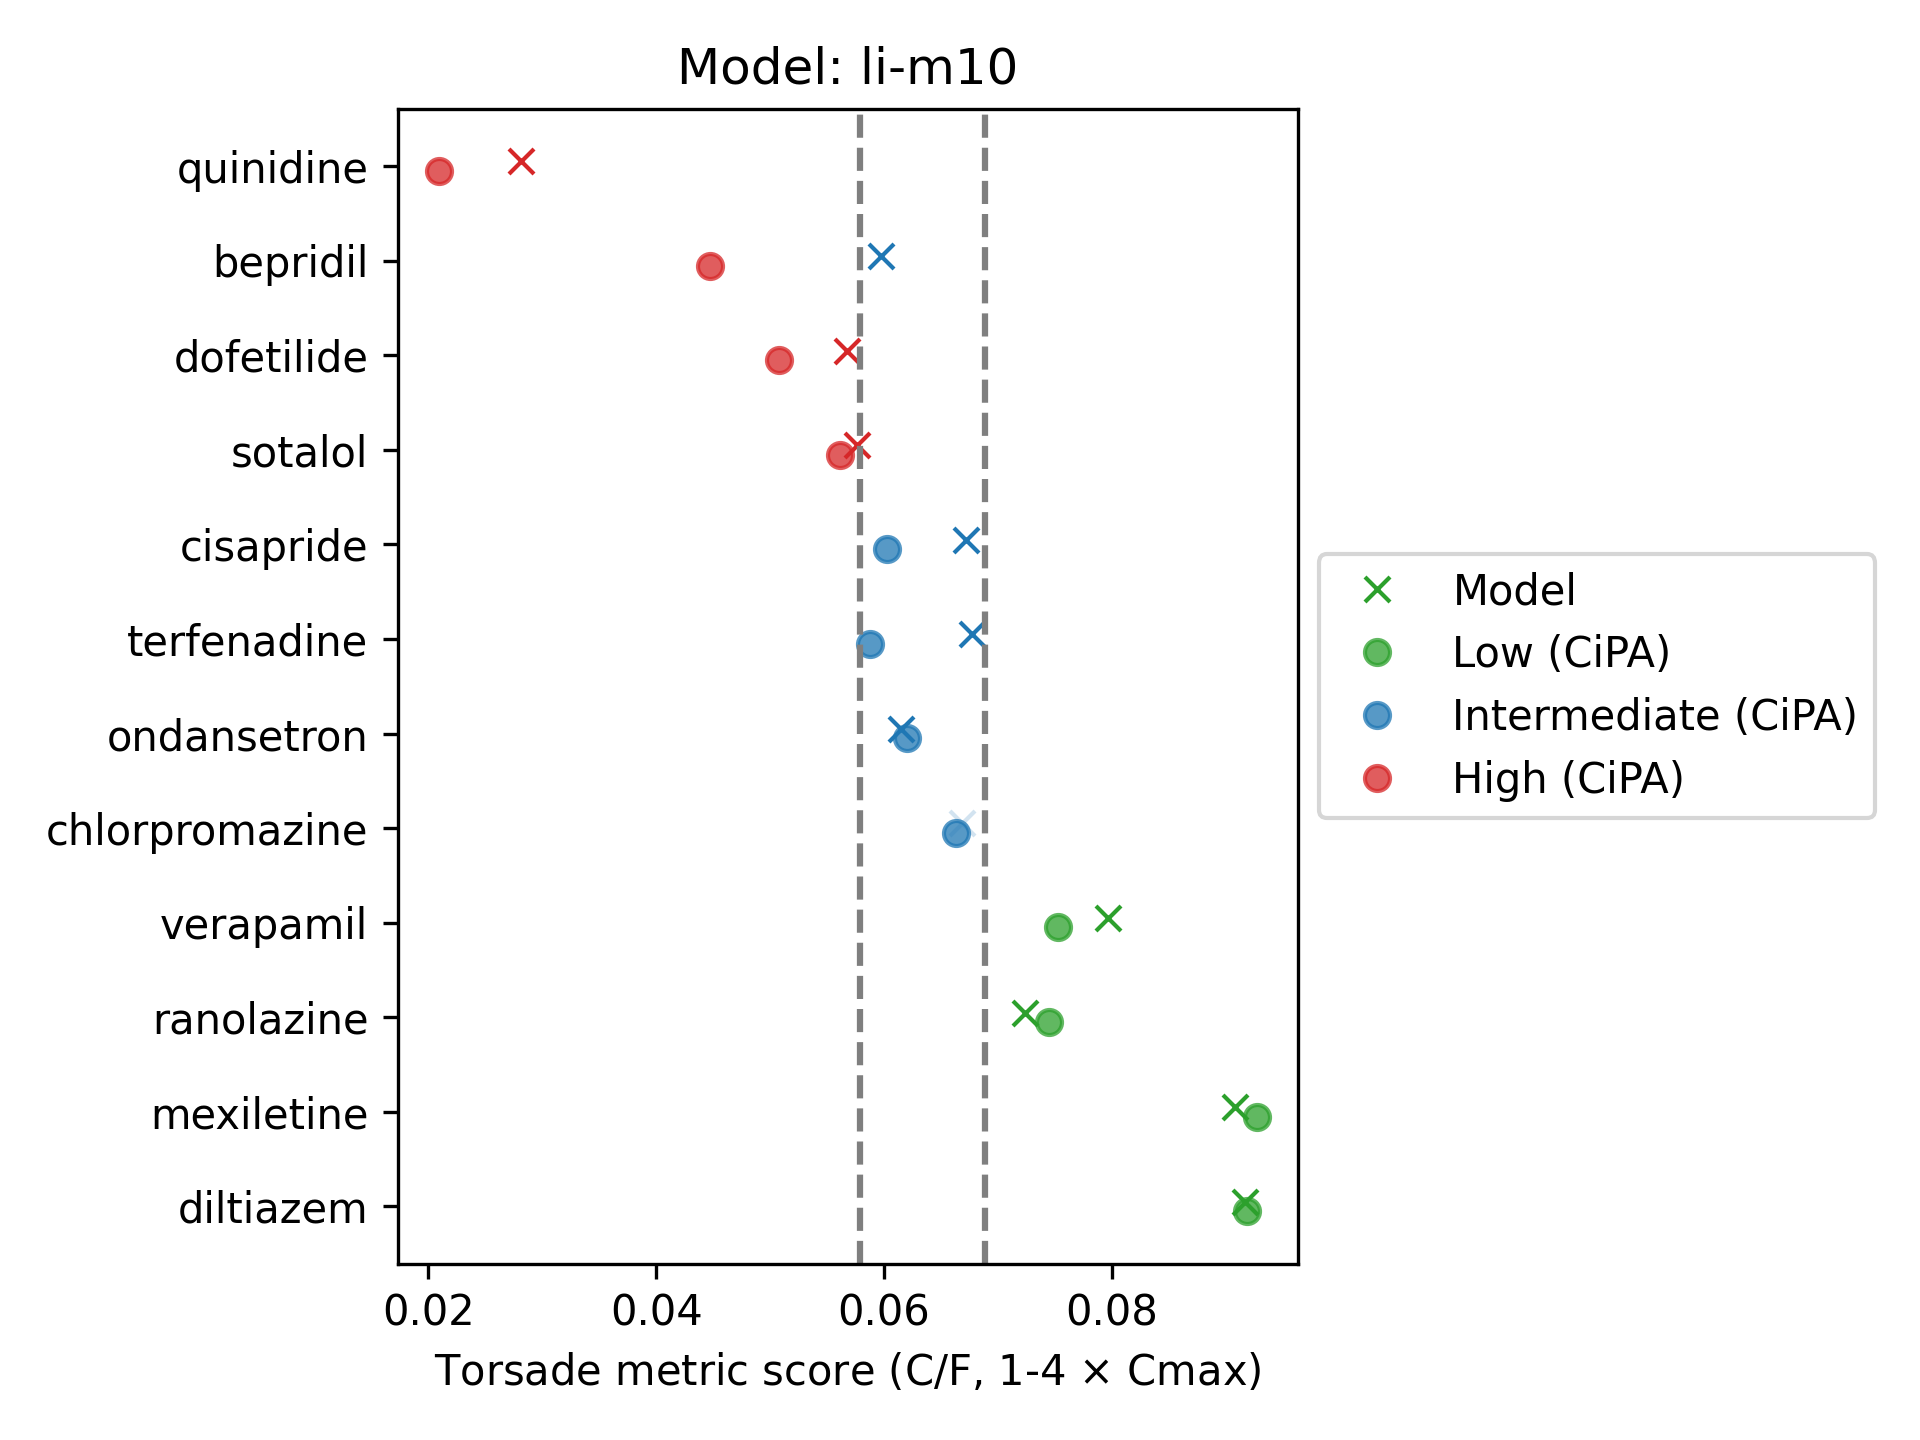 Model: li-m10
quinidine
bepridil
dofetilide
sotalol
cisapride
terfenadine
ondansetron
chlorpromazine
verapamil
ranolazine
mexiletine
diltiazem
Model
Low (CiPA)
Intermediate (CiPA)
High (CiPA)
0.02 0.04 0.06 0.08
Torsade metric score (C/F, 1-4 × Cmax)